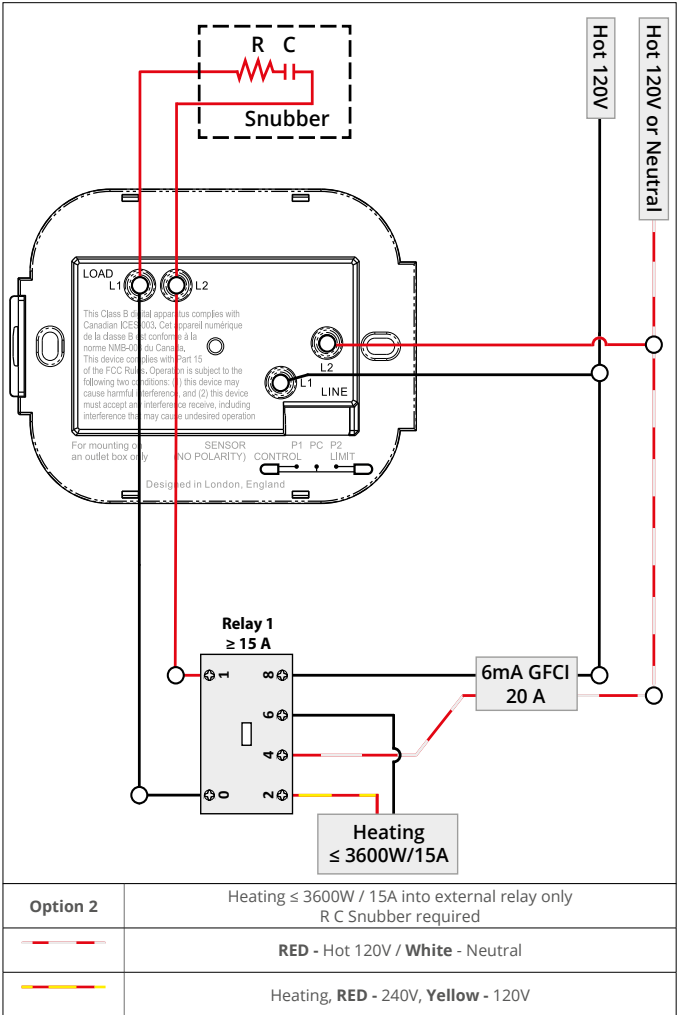 R C
Snubber
Hot 120V
Hot 120V or Neutral
LOAD
L1
L2
This Class B digital apparatus complies with
Canadian ICES-003, Cet appareil numérique
de la classe B est conforme à la
norme NMB-003 du Canada,
This device complies with Part 15
of the FCC Rules. Operation is subject to the
following two conditions: (1) this device may
cause harmful interference, and (2) this device
must accept any interference receive, including
interference that may cause undesired operation
L2
L1
LINE
For mounting on
an outlet box only
SENSOR
(NO POLARITY)
P1 PC P2
CONTROL LIMIT
Designed in London, England
Relay 1
≥ 15 A
1
8
6
4
0
2
6mA GFCI
20 A
Heating
≤ 3600W/15A
Option 2
Heating ≤ 3600W / 15A into external relay only
R C Snubber required
RED - Hot 120V / White - Neutral
Heating, RED - 240V, Yellow - 120V